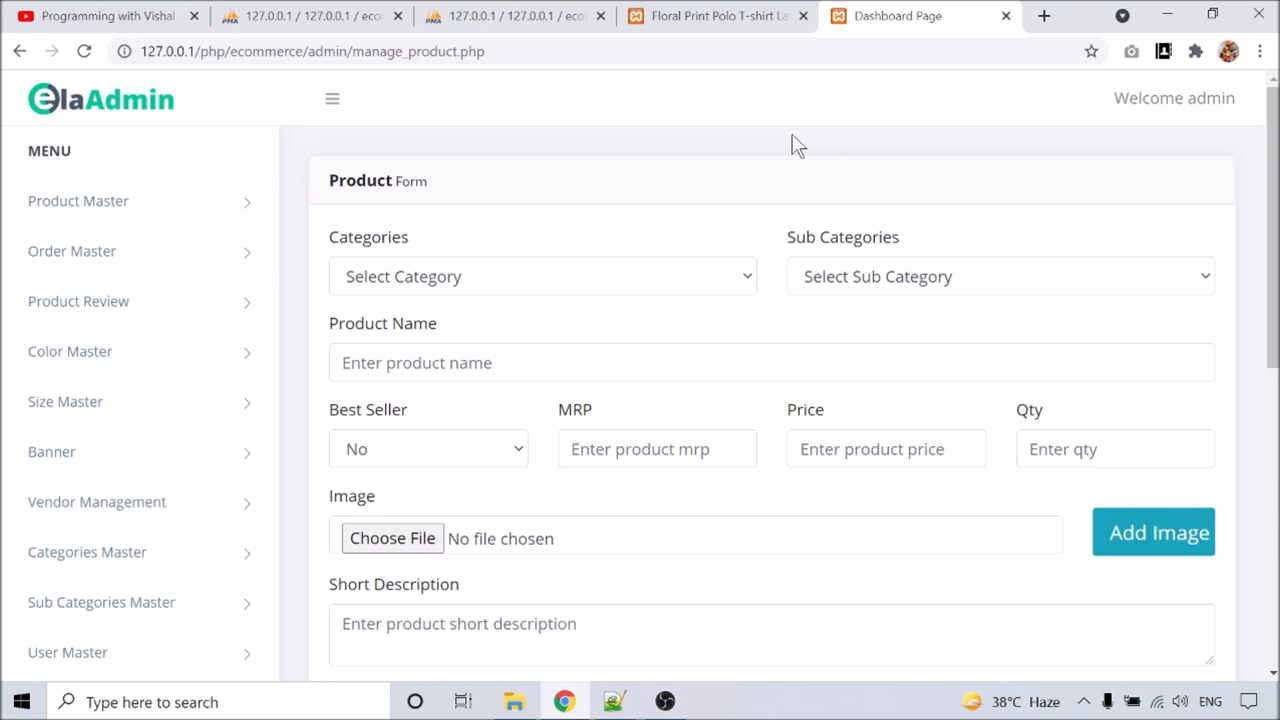 Programming with Vishal
127.0.0.1 / 127.0.0.1 / eco
127.0.0.1 / 127.0.0.1 / eco
Floral Print Polo T-shirt La
Dashboard Page
127.0.0.1/php/ecommerce/admin/manage_product.php
elaAdmin
Welcome admin
MENU
Product Master
Order Master
Product Review
Color Master
Size Master
Banner
Vendor Management
Categories Master
Sub Categories Master
User Master
Product Form
Categories
Sub Categories
Select Category
Select Sub Category
Product Name
Enter product name
Best Seller
MRP
Price
Qty
No
Enter product mrp
Enter product price
Enter qty
Image
Choose File No file chosen
Add Image
Short Description
Enter product short description
Type here to search
38°C Haze
ENG